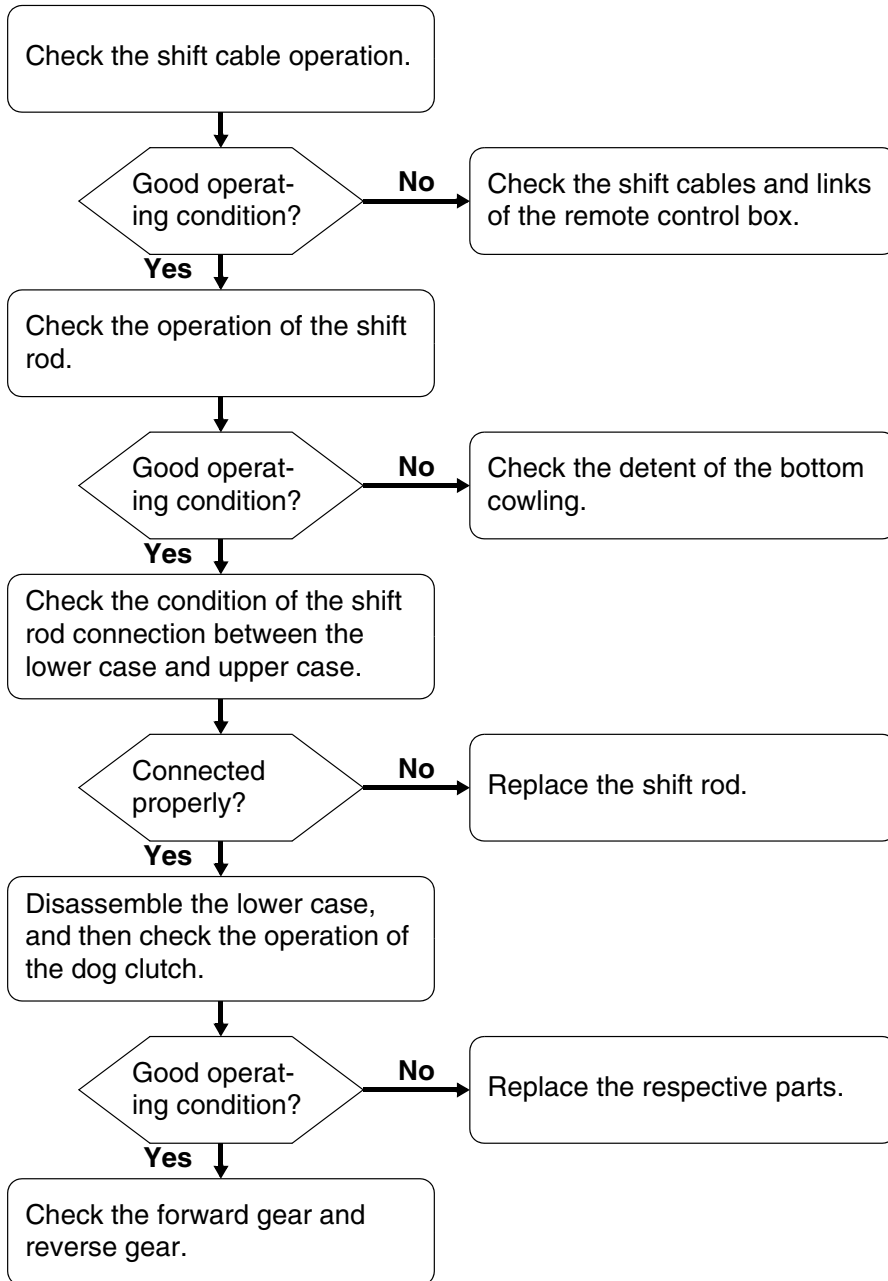 Check the shift cable operation.
Good operat-
ing condition?
No
Check the shift cables and links
of the remote control box.
Yes
Check the operation of the shift
rod.
Good operat-
ing condition?
No
Check the detent of the bottom
cowling.
Yes
Check the condition of the shift
rod connection between the
lower case and upper case.
Connected
properly?
No
Replace the shift rod.
Yes
Disassemble the lower case,
and then check the operation of
the dog clutch.
Good operat-
ing condition?
No
Replace the respective parts.
Yes
Check the forward gear and
reverse gear.